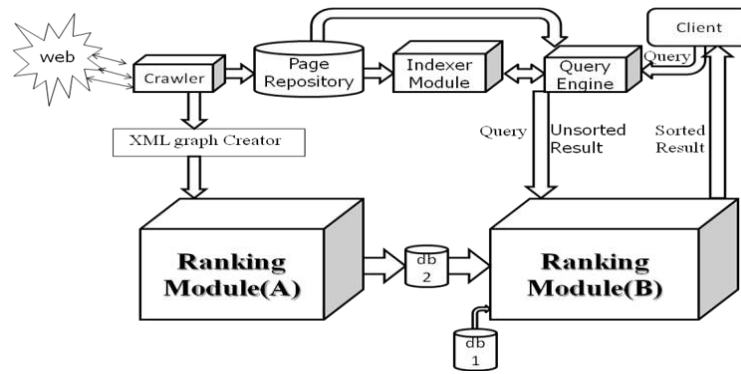 web
Crawler
Page
Repository
Indexer
Module
Query
Engine
Client
Query
XML graph Creator
Query
Unsorted
Result
Sorted
Result
Ranking
Module(A)
db
2
Ranking
Module(B)
db
1